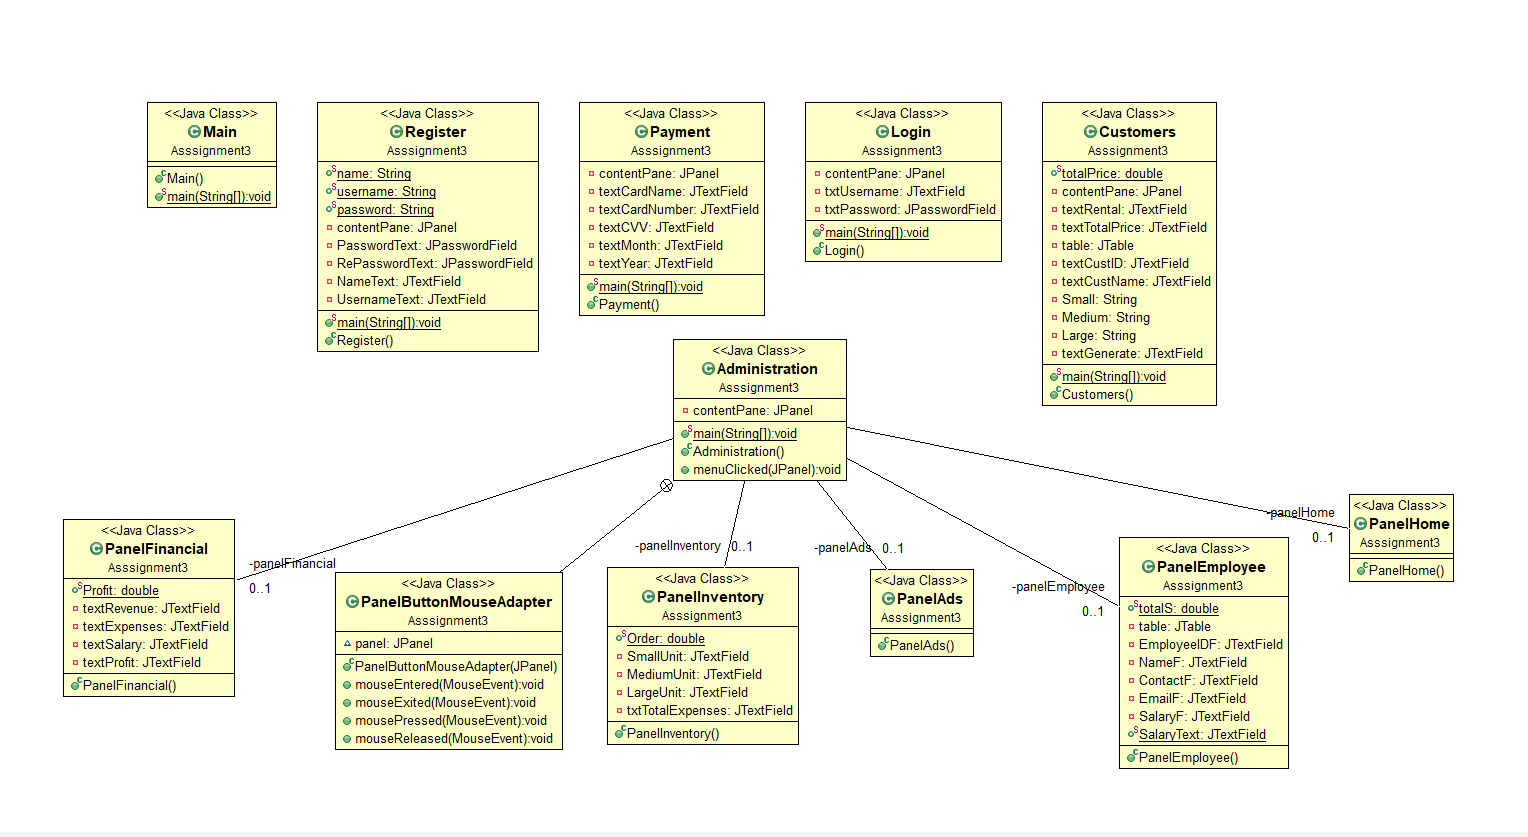 <<Java Class>>
Main
Asssignment3
Main()
main(String[]):void
<<Java Class>>
Register
Asssignment3
name: String
username: String
password: String
contentPane: JPanel
PasswordText: JPasswordField
RePasswordText: JPasswordField
NameText: JTextField
UsernameText: JTextField
main(String[]):void
Register()
<<Java Class>>
Payment
Asssignment3
contentPane: JPanel
textCardName: JTextField
textCardNumber: JTextField
textCVV: JTextField
textMonth: JTextField
textYear: JTextField
main(String[]):void
Payment()
<<Java Class>>
Login
Asssignment3
contentPane: JPanel
txtUsername: JTextField
txtPassword: JPasswordField
main(String[]):void
Login()
<<Java Class>>
Customers
Asssignment3
totalPrice: double
contentPane: JPanel
textRental: JTextField
textTotalPrice: JTextField
table: JTable
textCustID: JTextField
textCustName: JTextField
Small: String
Medium: String
Large: String
textGenerate: JTextField
main(String[]):void
Customers()
<<Java Class>>
Administration
Asssignment3
contentPane: JPanel
main(String[]):void
Administration()
menuClicked(JPanel):void
-panelFinancial
0..1
-panelInventory 0..1
-panelAds 0..1
-panelEmployee
0..1
-panelHome
0..1
<<Java Class>>
PanelFinancial
Asssignment3
Profit: double
textRevenue: JTextField
textExpenses: JTextField
textSalary: JTextField
textProfit: JTextField
PanelFinancial()
<<Java Class>>
PanelButtonMouseAdapter
Asssignment3
panel: JPanel
PanelButtonMouseAdapter(JPanel)
mouseEntered(MouseEvent):void
mouseExited(MouseEvent):void
mousePressed(MouseEvent):void
mouseReleased(MouseEvent):void
<<Java Class>>
PanelInventory
Asssignment3
Order: double
SmallUnit: JTextField
MediumUnit: JTextField
LargeUnit: JTextField
txtTotalExpenses: JTextField
PanelInventory()
<<Java Class>>
PanelAds
Asssignment3
PanelAds()
<<Java Class>>
PanelEmployee
Asssignment3
totalS: double
table: JTable
EmployeeIDF: JTextField
NameF: JTextField
ContactF: JTextField
EmailF: JTextField
SalaryF: JTextField
SalaryText: JTextField
PanelEmployee()
<<Java Class>>
PanelHome
Asssignment3
PanelHome()